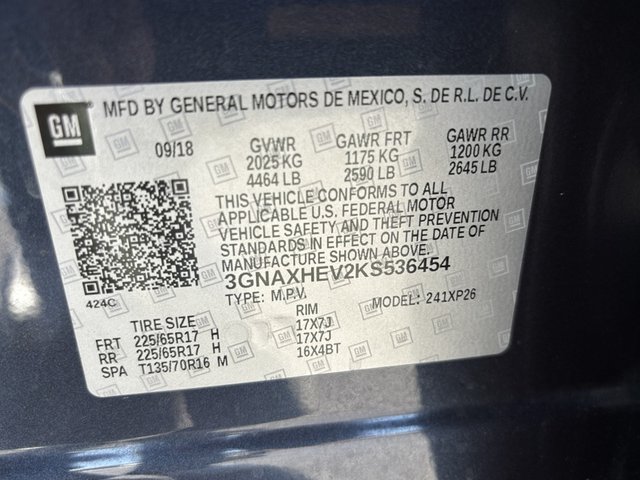 GM MFD BY GENERAL MOTORS DE MEXICO, S. DE R.L. DE C.V.
09/18 GVWR GAWR FRT GAWR RR
2025 KG 1175 KG 1200 KG
4464 LB 2590 LB 2645 LB
THIS VEHICLE CONFORMS TO ALL
APPLICABLE U.S. FEDERAL MOTOR
VEHICLE SAFETY AND THEFT PREVENTION
STANDARDS IN EFFECT ON THE DATE OF
MANUFACTURE SHOWN ABOVE.
3GNAXHEV2KS536454
424C TYPE: M.P.V. MODEL: 241XP26
TIRE SIZE RIM
FRT 225/65R17 H 17X7J
RR 225/65R17 H 17X7J
SPA T135/70R16 M 16X4BT